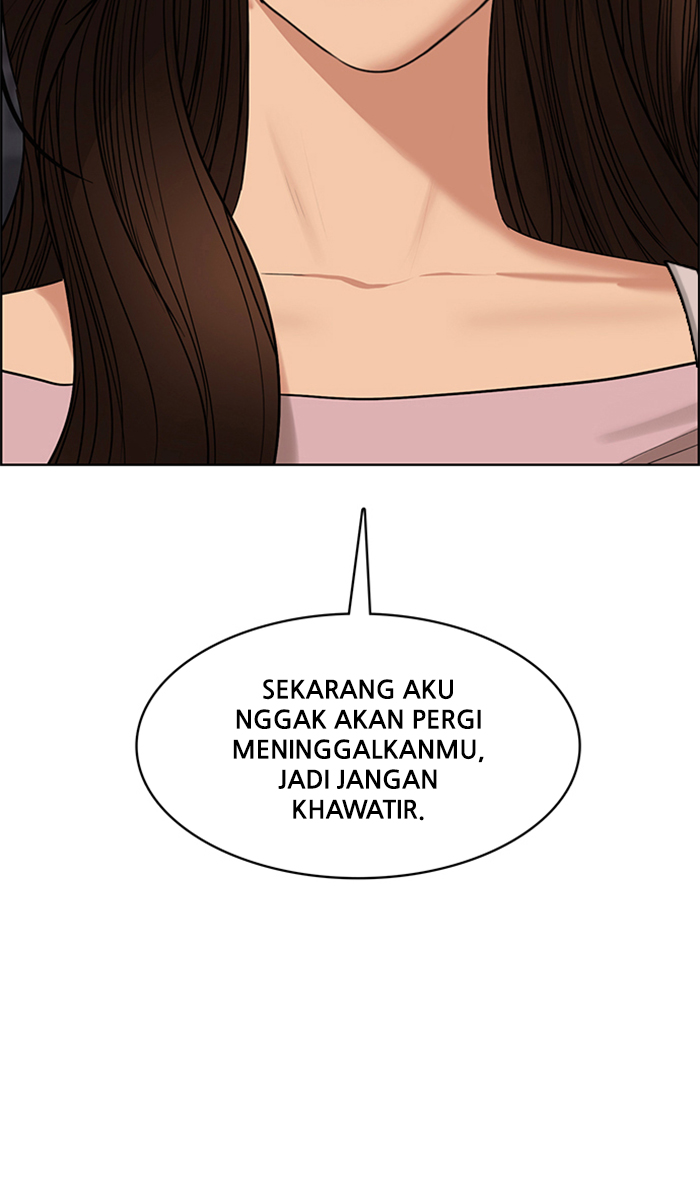 SEKARANG AKU
NGGAK AKAN PERGI
MENINGGALKANMU,
JADI JANGAN
KHAWATIR.